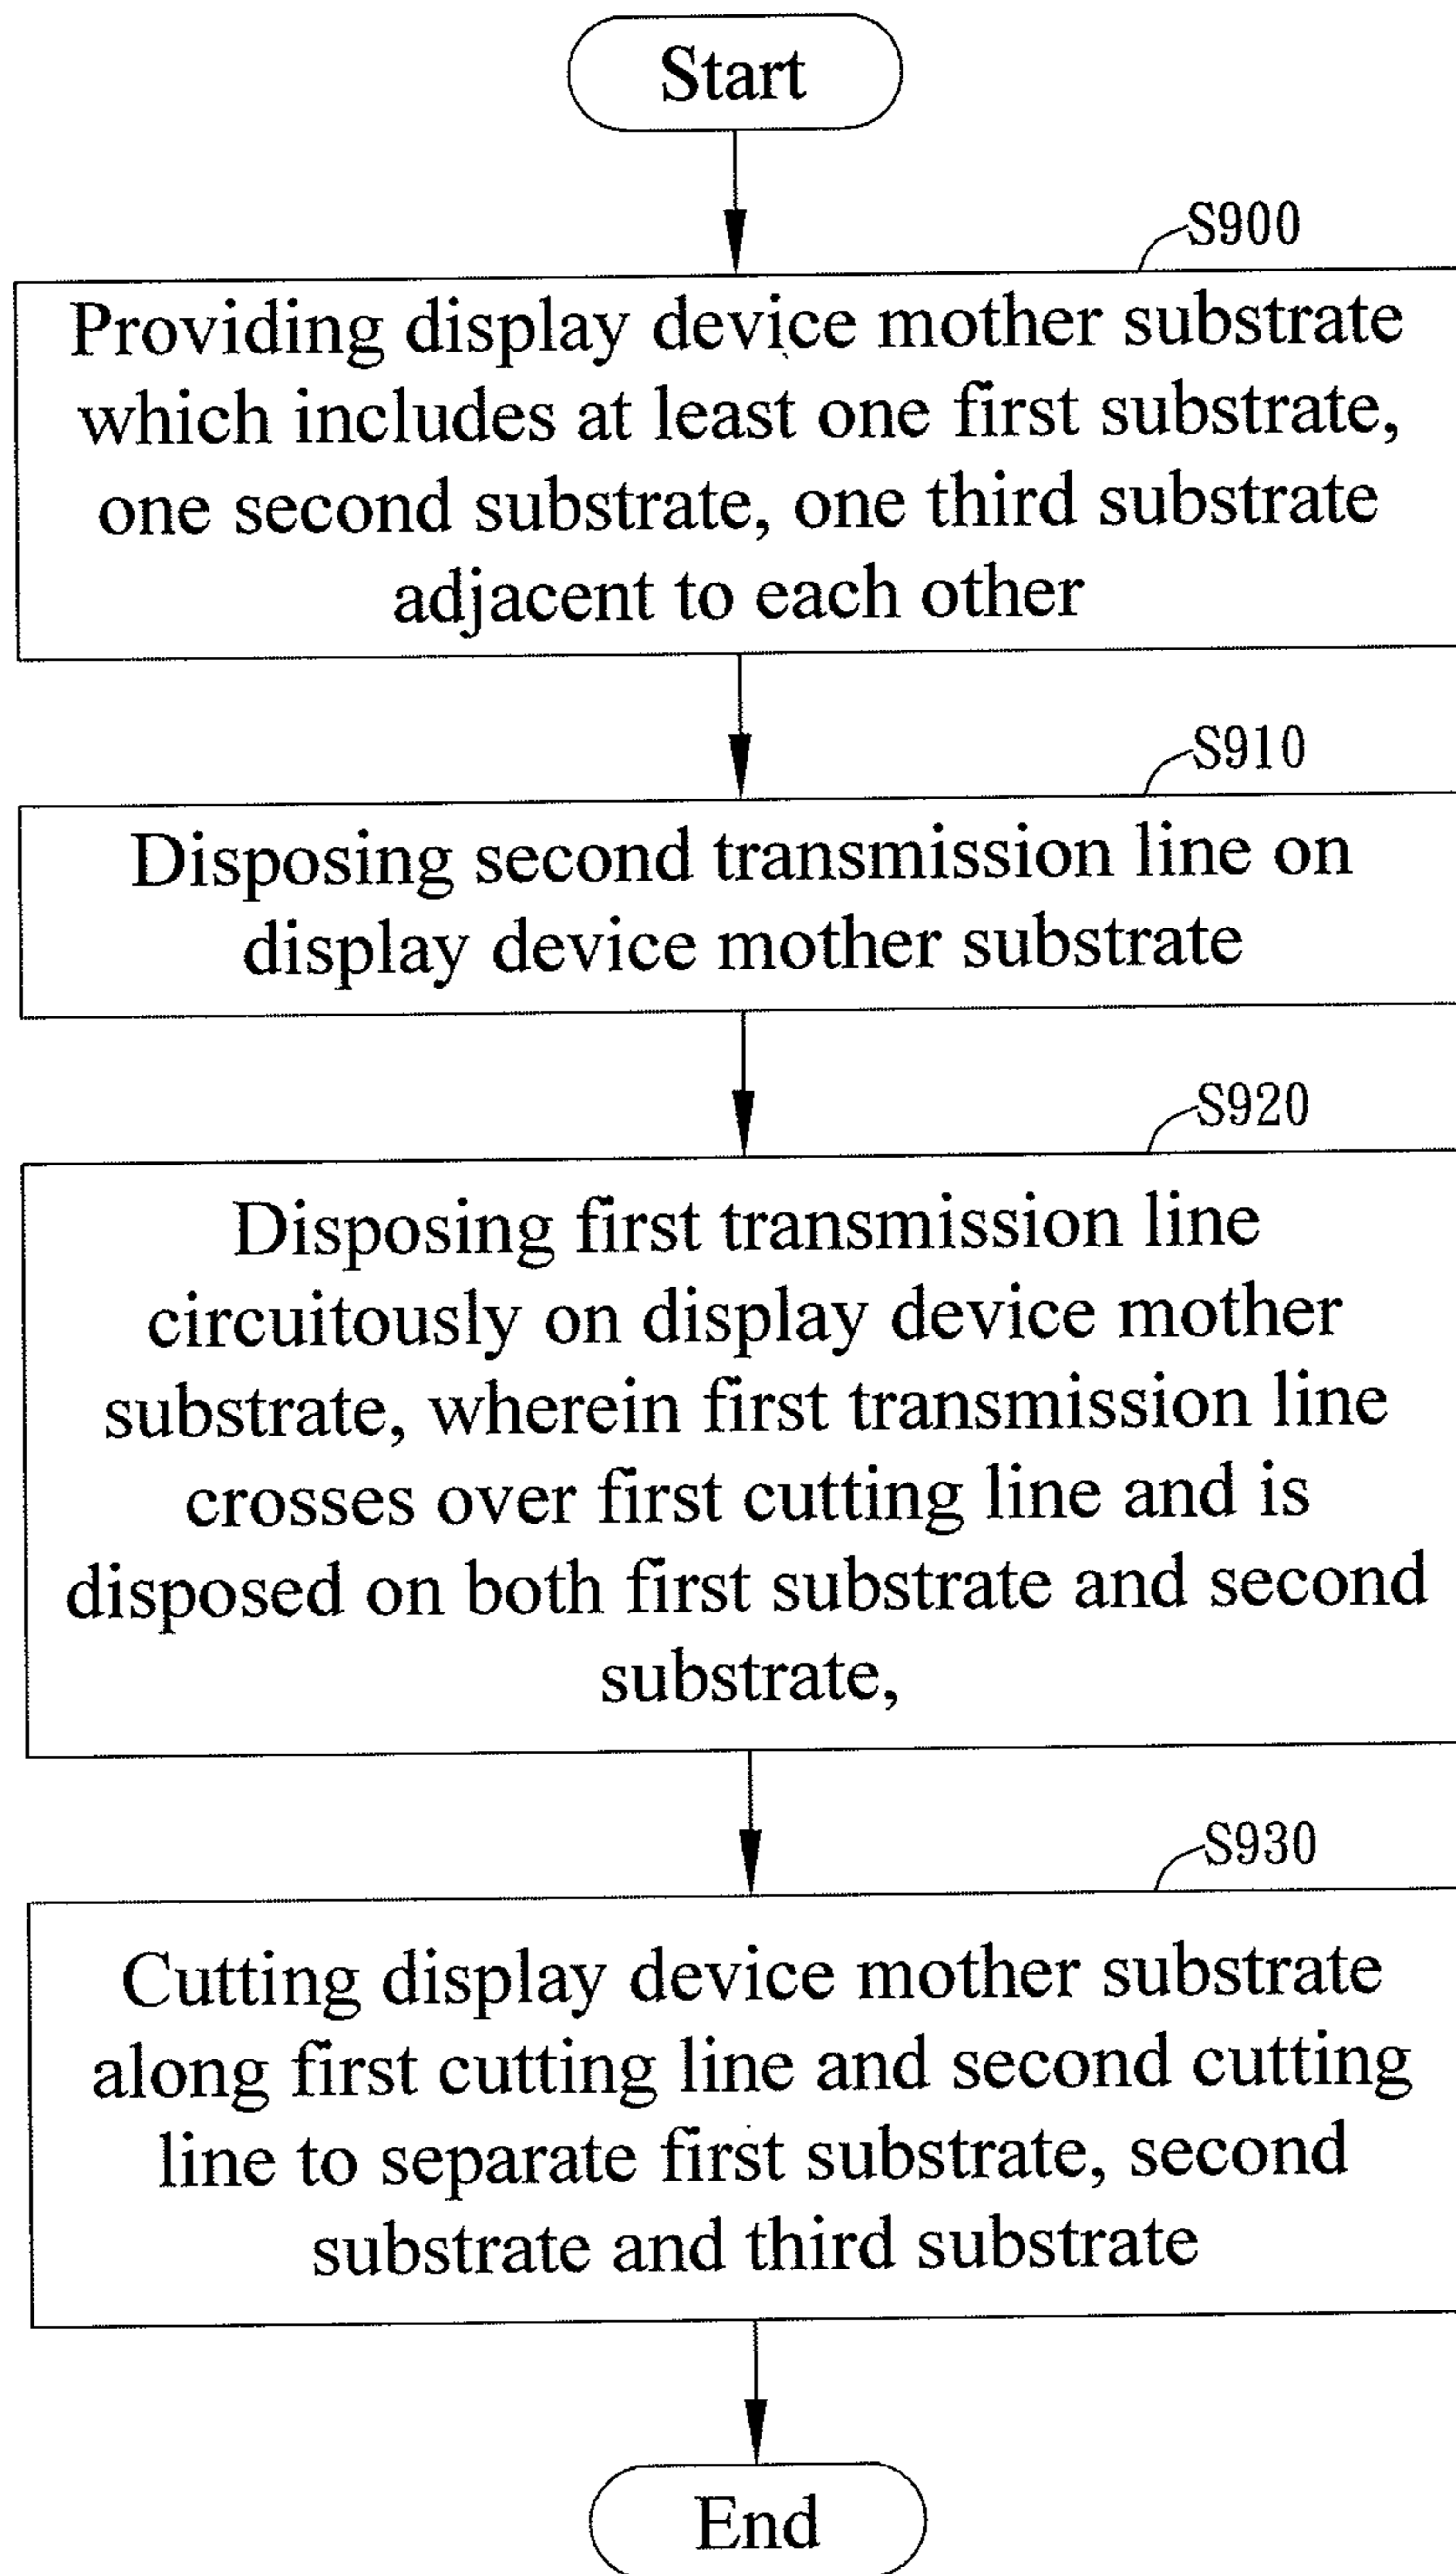 Start
S900
Providing display device mother substrate
which includes at least one first substrate,
one second substrate, one third substrate
adjacent to each other
S910
Disposing second transmission line on
display device mother substrate
S920
Disposing first transmission line
circuitously on display device mother
substrate, wherein first transmission line
crosses over first cutting line and is
disposed on both first substrate and second
substrate,
S930
Cutting display device mother substrate
along first cutting line and second cutting
line to separate first substrate, second
substrate and third substrate
End